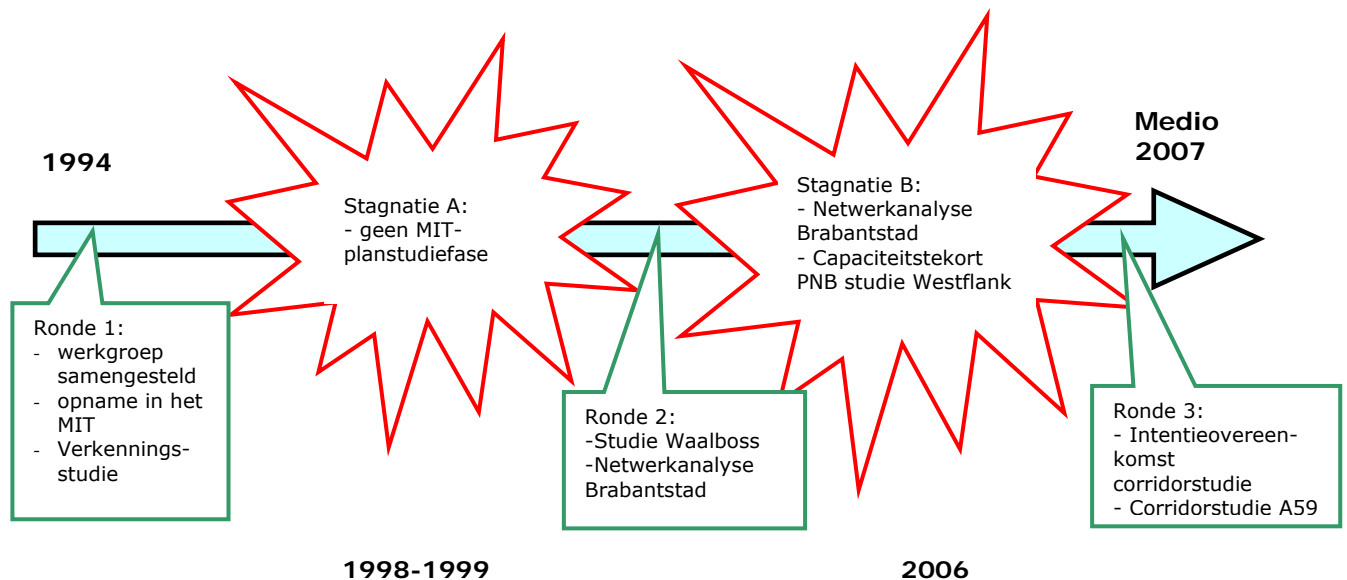 1994
Medio
2007
Stagnatie A:
- geen MIT-
planstudiefase
Stagnatie B:
- Netwerkanalyse
Brabantstad
- Capaciteitstekort
PNB studie Westflank
Ronde 1:
- werkgroep
samengesteld
- opname in het
MIT
- Verkennings-
studie
Ronde 2:
-Studie Waalboss
-Netwerkanalyse
Brabantstad
Ronde 3:
- Intentieovereen-
komst
corridorstudie
- Corridorstudie A59
1998-1999
2006